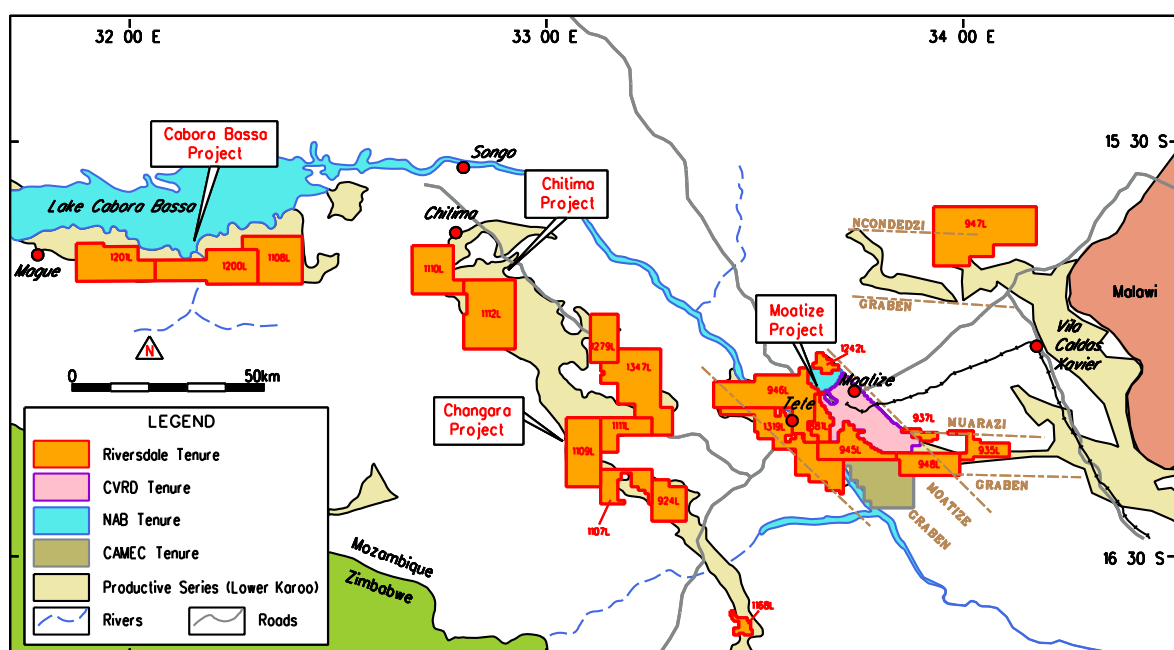 32 00 E
33 00 E
34 00 E
15 30 S
Cabora Bassa
Project
Songo
Chitima
Project
Lake Cabora Bassa
Chitima
Mague
1201L
1200L
1108L
1110L
1112L
NCONDEDZI
947L
GRABEN
Malawi
Moatize
Project
Vila
Caldas
Xavier
N
0
50km
1279L
1347L
1242L
Moatize
946L
Tete
Changara
Project
1111L
1109L
1319L
881L
937L
MUARAZI
945L
948L
935L
GRABEN
MOATIZE
GRABEN
924L
1107L
1168L
Mozambique
Zimbabwe
16 30 S
LEGEND
Riversdale Tenure
CVRD Tenure
NAB Tenure
CAMEC Tenure
Productive Series (Lower Karoo)
Rivers
Roads